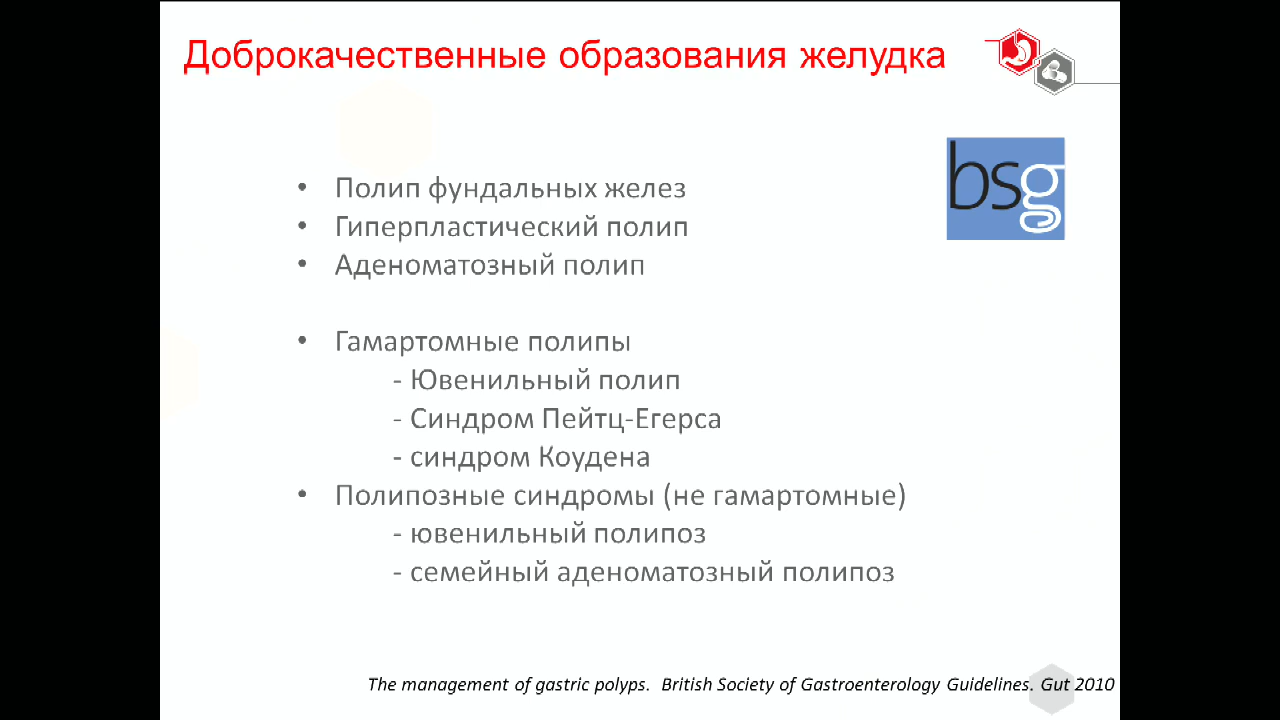 Доброкачественные образования желудка
bsg
• Полип фундальных желез
• Гиперпластический полип
• Аденоматозный полип
• Гамартомные полипы
- Ювенильный полип
- Синдром Пейтц-Егерса
- синдром Коудена
• Полипозные синдромы (не гамартомные)
- ювенильный полипоз
- семейный аденоматозный полипоз
The management of gastric polyps. British Society of Gastroenterology Guidelines. Gut 2010